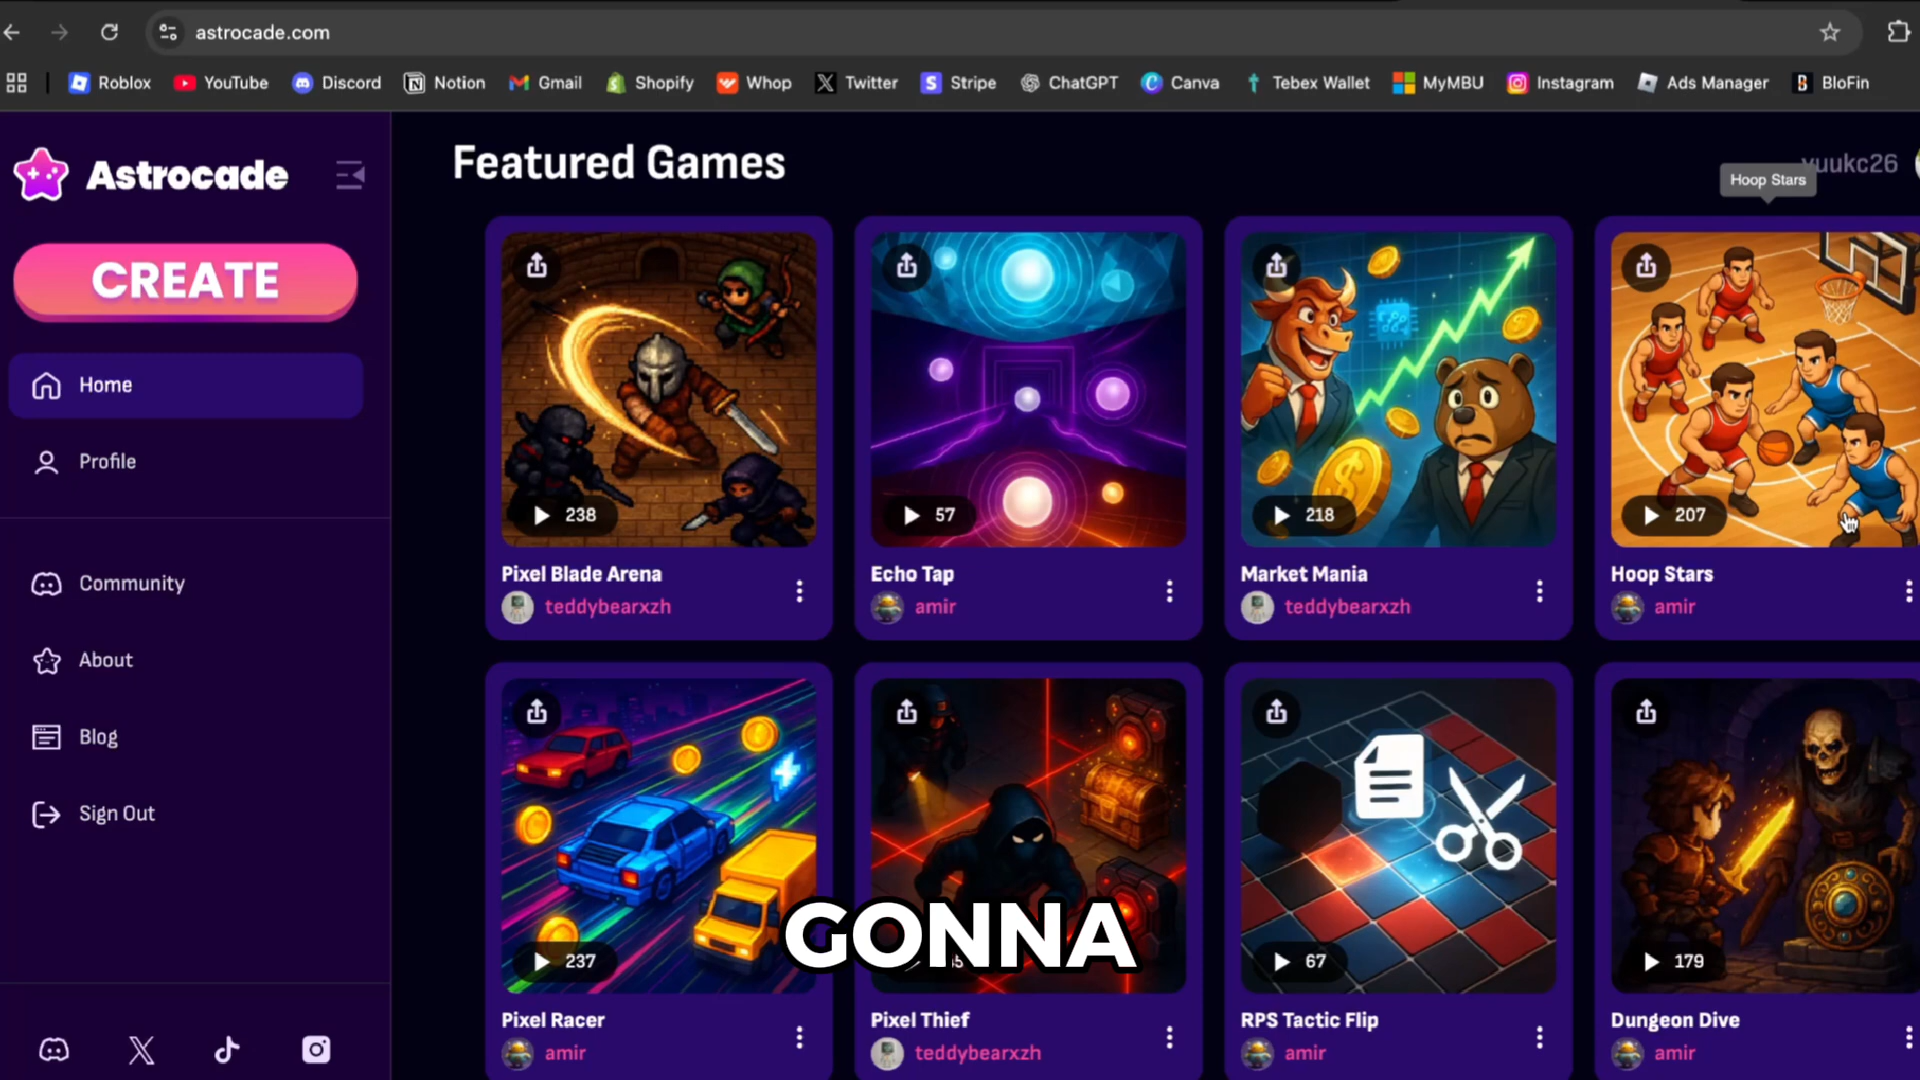 astrocade.com
Roblox YouTube Discord Notion Gmail Shopify Whop Twitter Stripe ChatGPT Canva Tebex Wallet MyMBU Instagram Ads Manager BloFin
Astrocade
CREATE
Home
Profile
Community
About
Blog
Sign Out
Featured Games
Hoop Stars
238
57
218
207
Pixel Blade Arena
teddybearxzh
Echo Tap
amir
Market Mania
teddybearxzh
Hoop Stars
amir
237
67
179
GONNA
Pixel Racer
amir
Pixel Thief
teddybearxzh
RPS Tactic Flip
amir
Dungeon Dive
amir